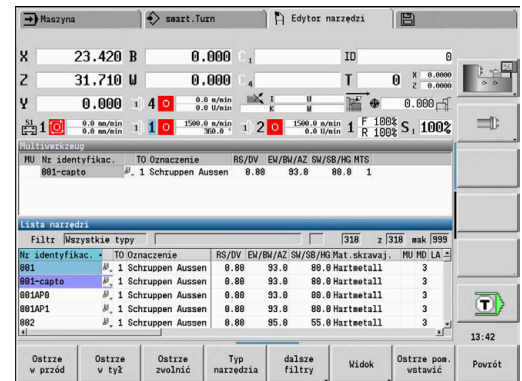 Maszyna smart.Turn Edytor narzędzi
X 23.420 B 0.000 C 1 ID 0
Z 31.710 W 0.000 C 4 T 0 X 0.0000
Z 0.0000
Y 0.000 1) 4 0 0.0 m/min 0.0 U/min I U K W 0.000
S1 1 0 0.0 mm/min 0.0 mm/min 1) 1 0 1500.0 m/min 360.0 ° 1) 2 0 1500.0 m/min 0.0 U/min 1 F 100% R 100% S 1 100%
Multiverkzeug
MU Nr identyfikac. TO Oznaczenie RS/DV EW/BW/AZ SW/SB/HG MTS
001-capto 1 Schruppen Aussen 0.80 93.0 80.0 1
Lista narzędzi
Filtr Wszystkie typy 318 z 318 mak 999
Nr identyfikac. TO Oznaczenie RS/DV EW/BW/AZ SW/SB/HG Mat.skrawaj. MU MD LA
001 1 Schruppen Aussen 0.80 93.0 80.0 Hartmetall 3
001-capto 1 Schruppen Aussen 0.80 93.0 80.0 Hartmetall 3
001AP0 1 Schruppen Aussen 0.80 93.0 80.0 Hartmetall 3
001AP1 1 Schruppen Aussen 0.80 93.0 80.0 Hartmetall 3
002 1 Schruppen Aussen 0.80 95.0 55.0 Hartmetall 3
T
13:42
Ostrze w przód
Ostrze w tył
Ostrze zwolnić
Typ narzędzia
dalsze filtry
Widok
Ostrze pom. wstawić
Powrót